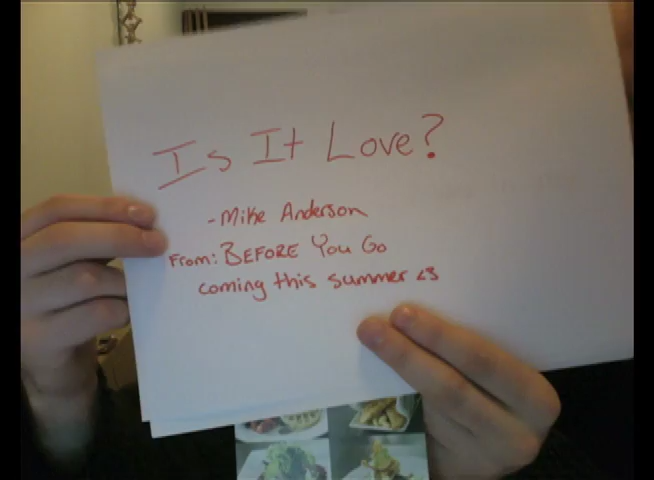 Is It Love?
-Mike Anderson
From: BEFORE You Go
coming this summer <3